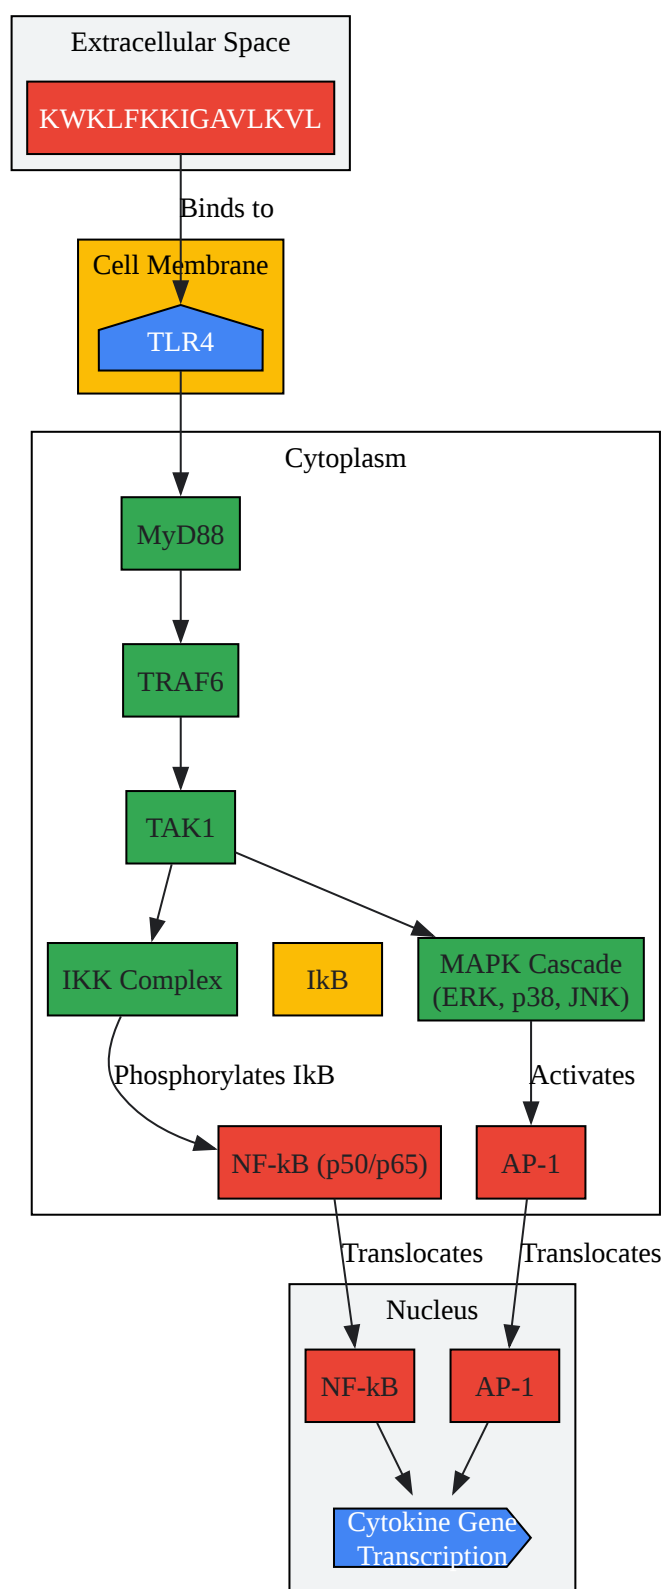 Extracellular Space
KWKLFKKIGAVLKVL
Binds to
Cell Membrane
TLR4
Cytoplasm
MyD88
TRAF6
TAK1
IKK Complex
IkB
MAPK Cascade
(ERK, p38, JNK)
Phosphorylates IkB
Activates
NF-kB (p50/p65)
AP-1
Translocates
Translocates
Nucleus
NF-kB
AP-1
Cytokine Gene
Transcription